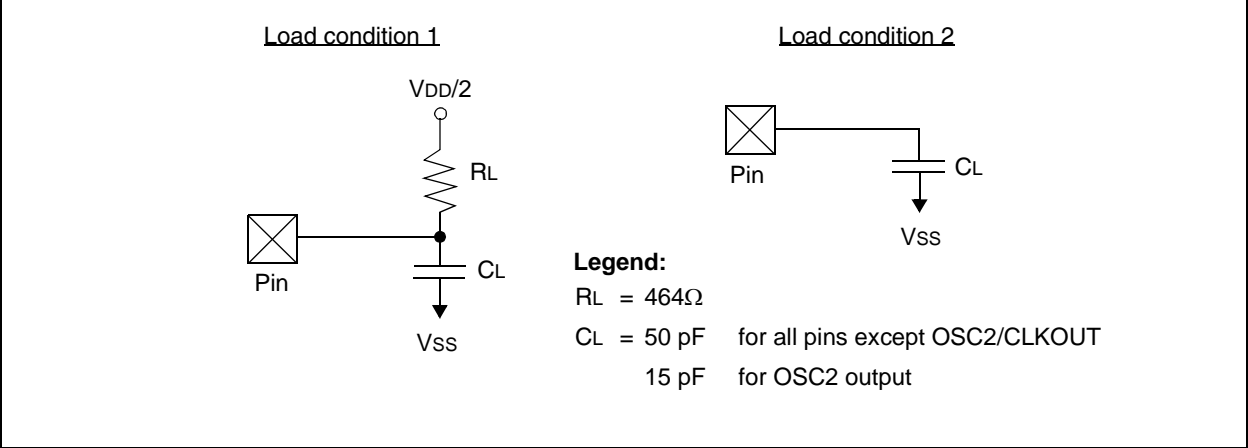 Load condition 1
VDD/2
RL
Pin
CL
VSS
Load condition 2
Pin
CL
VSS
Legend:
RL = 464Ω
CL = 50 pF for all pins except OSC2/CLKOUT
15 pF for OSC2 output